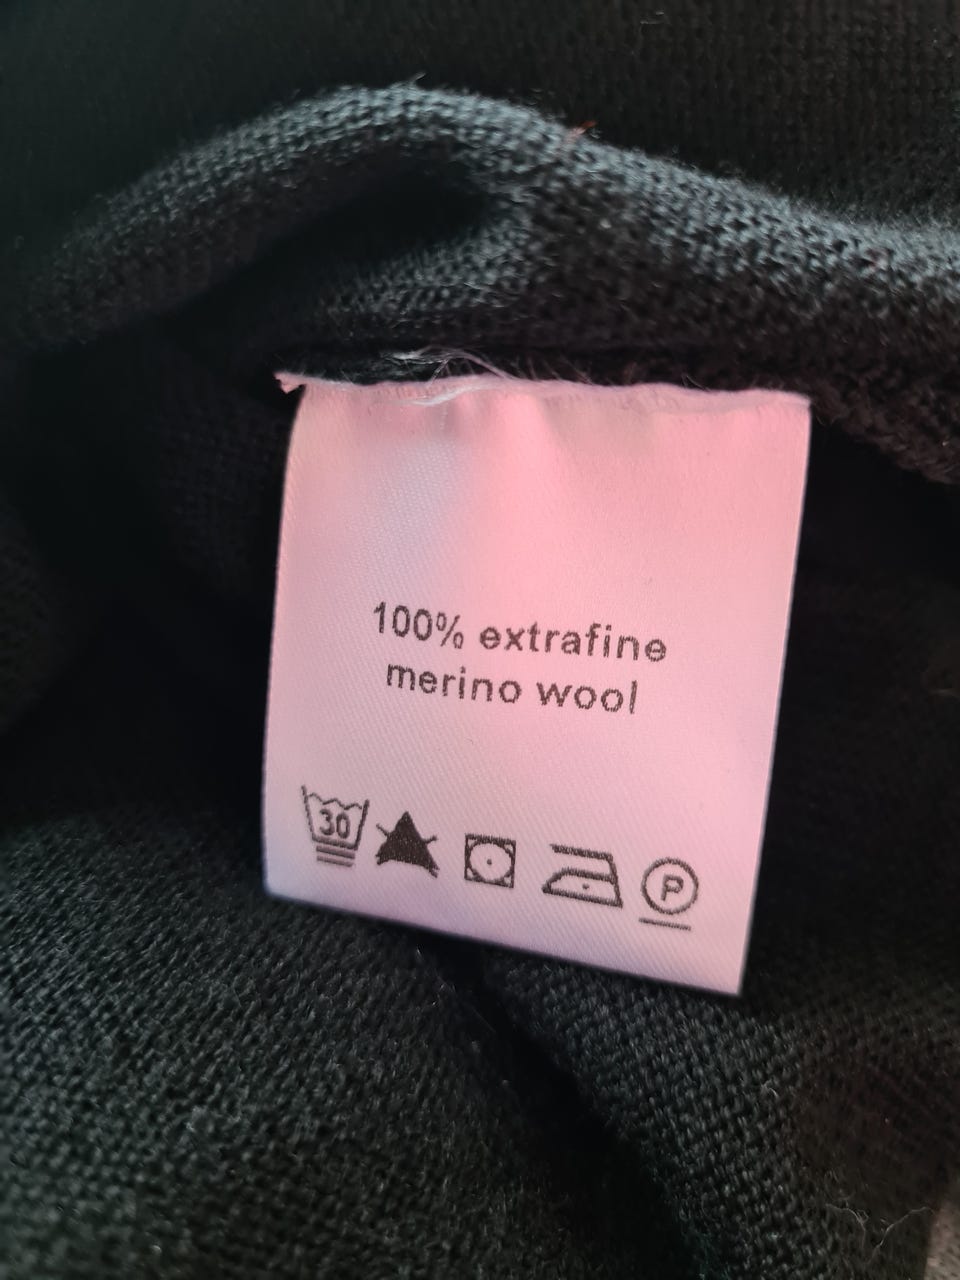 100% extrafine
merino wool
30 P